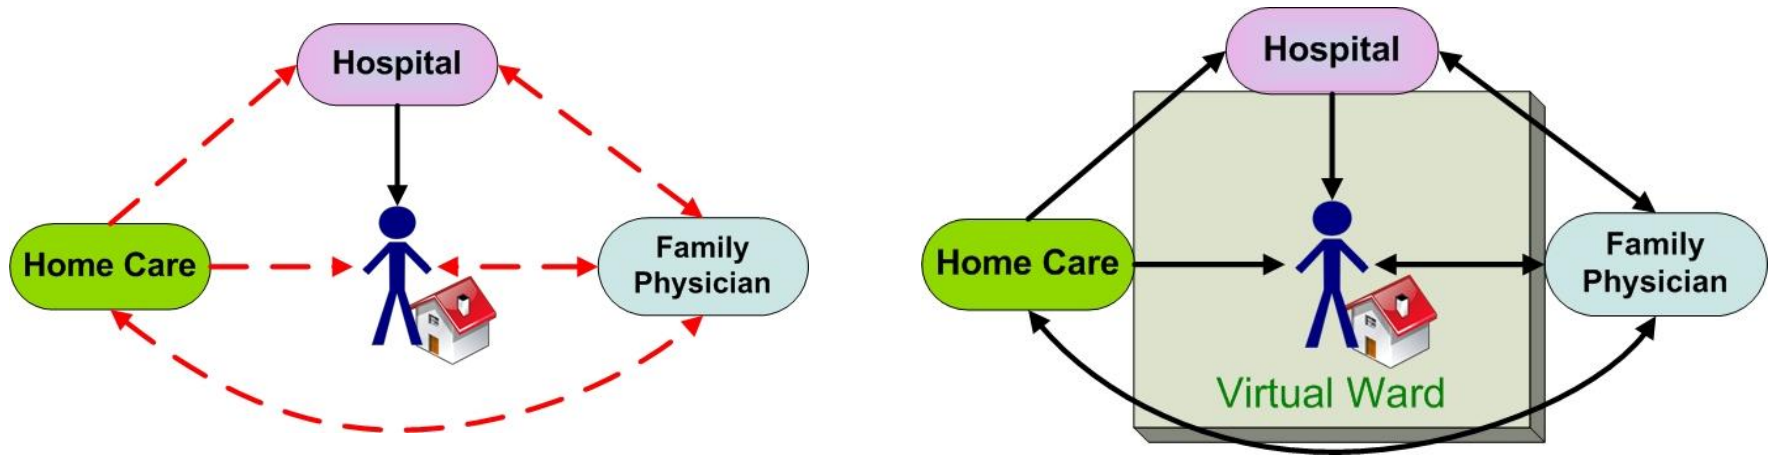 Hospital
Home Care
Family
Physician
Hospital
Home Care
Family
Physician
Virtual Ward